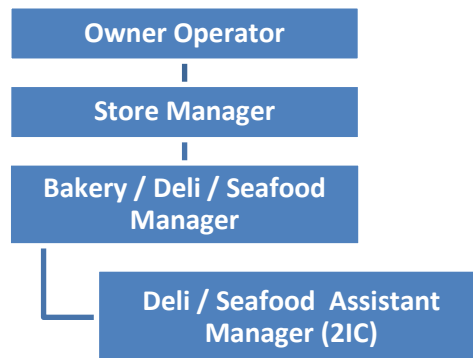 Owner Operator
Store Manager
Bakery / Deli / Seafood
Manager
Deli / Seafood Assistant
Manager (2IC)